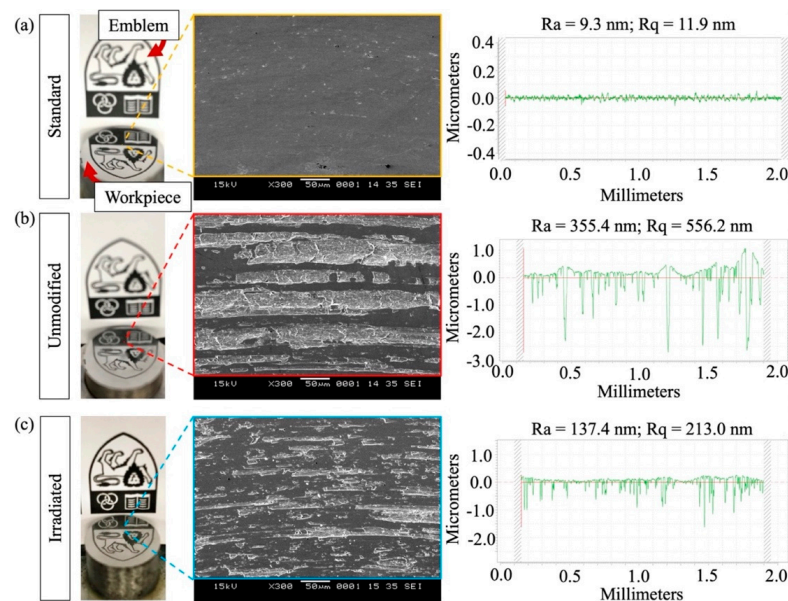 (a)
Standard
Emblem
Workpiece
15kV X300 50μm 0001 14 35 SEI
Ra = 9.3 nm; Rq = 11.9 nm
Micrometers
0.4
0.2
0.0
-0.2
-0.4
0.0 0.5 1.0 1.5 2.0
Millimeters
(b)
Unmodified
15kV X300 50μm 0001 14 35 SEI
Ra = 355.4 nm; Rq = 556.2 nm
Micrometers
1.0
0.0
-1.0
-2.0
-3.0
0.0 0.5 1.0 1.5 2.0
Millimeters
(c)
Irradiated
15kV X300 50μm 0001 14 35 SEI
Ra = 137.4 nm; Rq = 213.0 nm
Micrometers
1.0
0.0
-1.0
-2.0
0.0 0.5 1.0 1.5 2.0
Millimeters